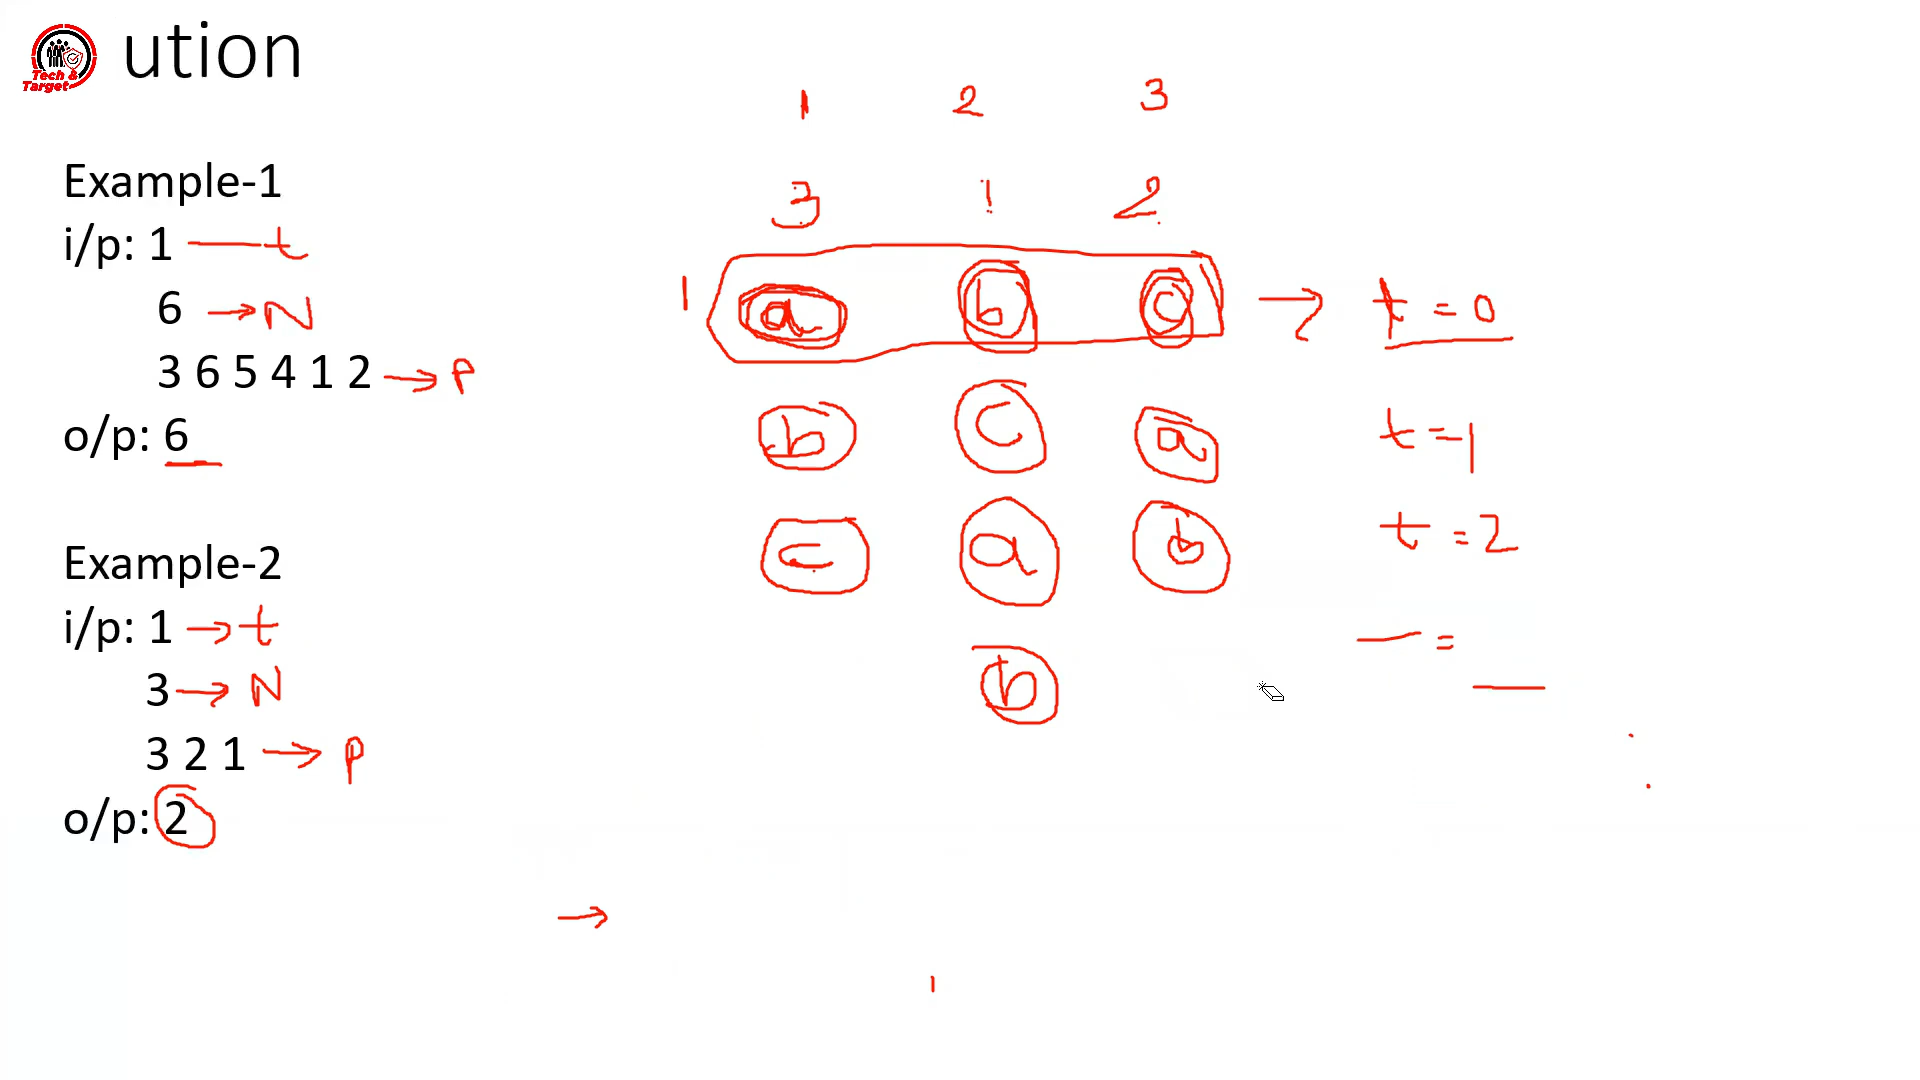 Tech &
Target
ution
Example-1
i/p: 1 — t
6 → N
3 6 5 4 1 2 → P
o/p: 6
Example-2
i/p: 1 → t
3 → N
3 2 1 → P
o/p: 2
1 2 3
3 1 2
1 a b c → t = 0
b c a t = 1
c a b t = 2
b — =
→
1